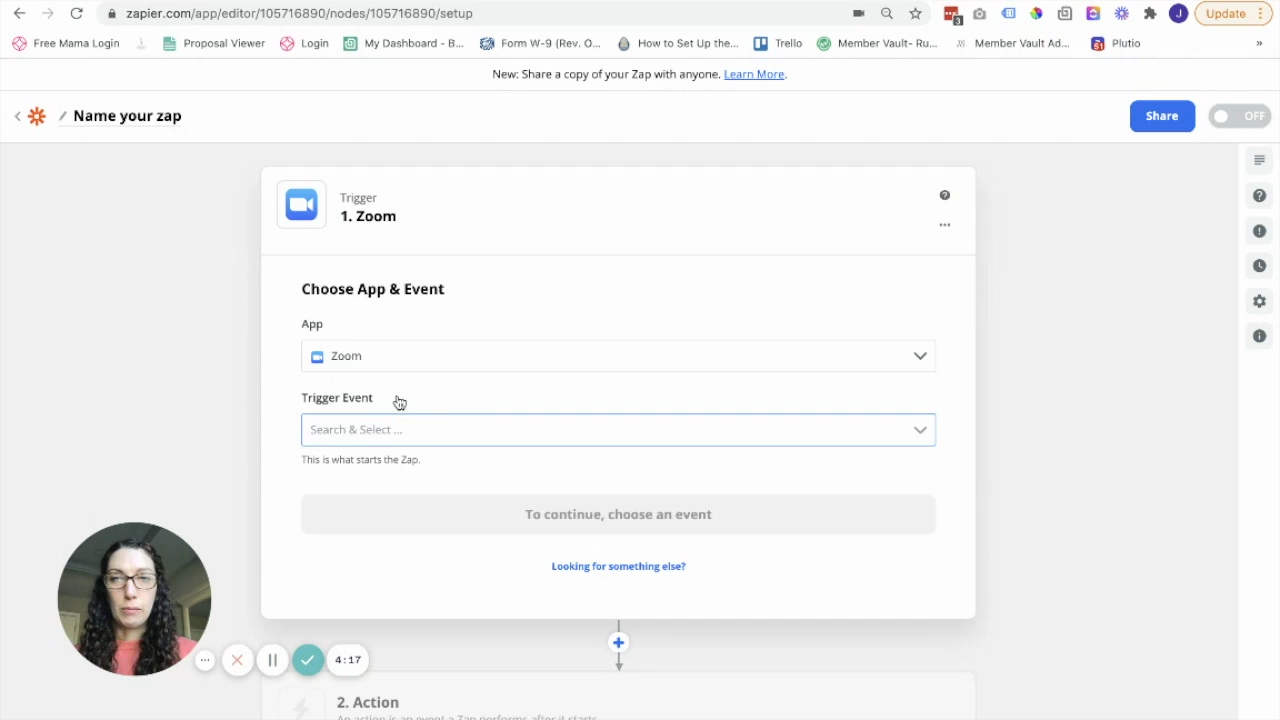 zapier.com/app/editor/105716890/nodes/105716890/setup
3
J
Update
Free Mama Login
Proposal Viewer
Login
My Dashboard - B...
Form W-9 (Rev. O...
How to Set Up the...
Trello
Member Vault- Ru...
JS
Member Vault Ad...
51
Plutio
»
New: Share a copy of your Zap with anyone. Learn More.
Name your zap
Share
OFF
Trigger
1. Zoom
Choose App & Event
App
Zoom
Trigger Event
Search & Select ...
This is what starts the Zap.
To continue, choose an event
Looking for something else?
4:17
2. Action
An action is an event a Zap performs after it starts